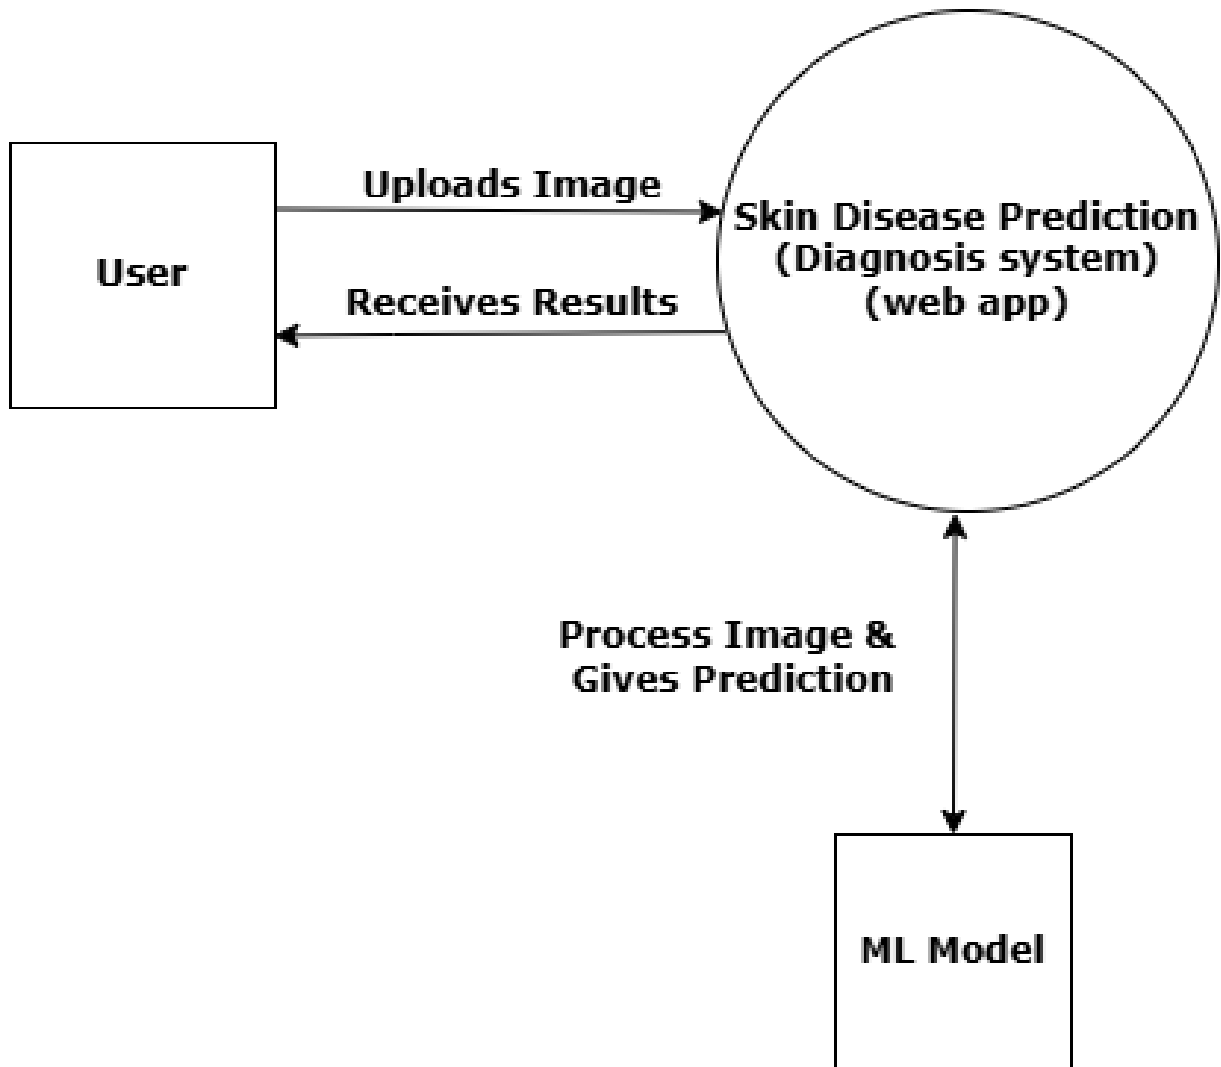 Uploads Image
User
Receives Results
Skin Disease Prediction
(Diagnosis system)
(web app)
Process Image &
Gives Prediction
ML Model